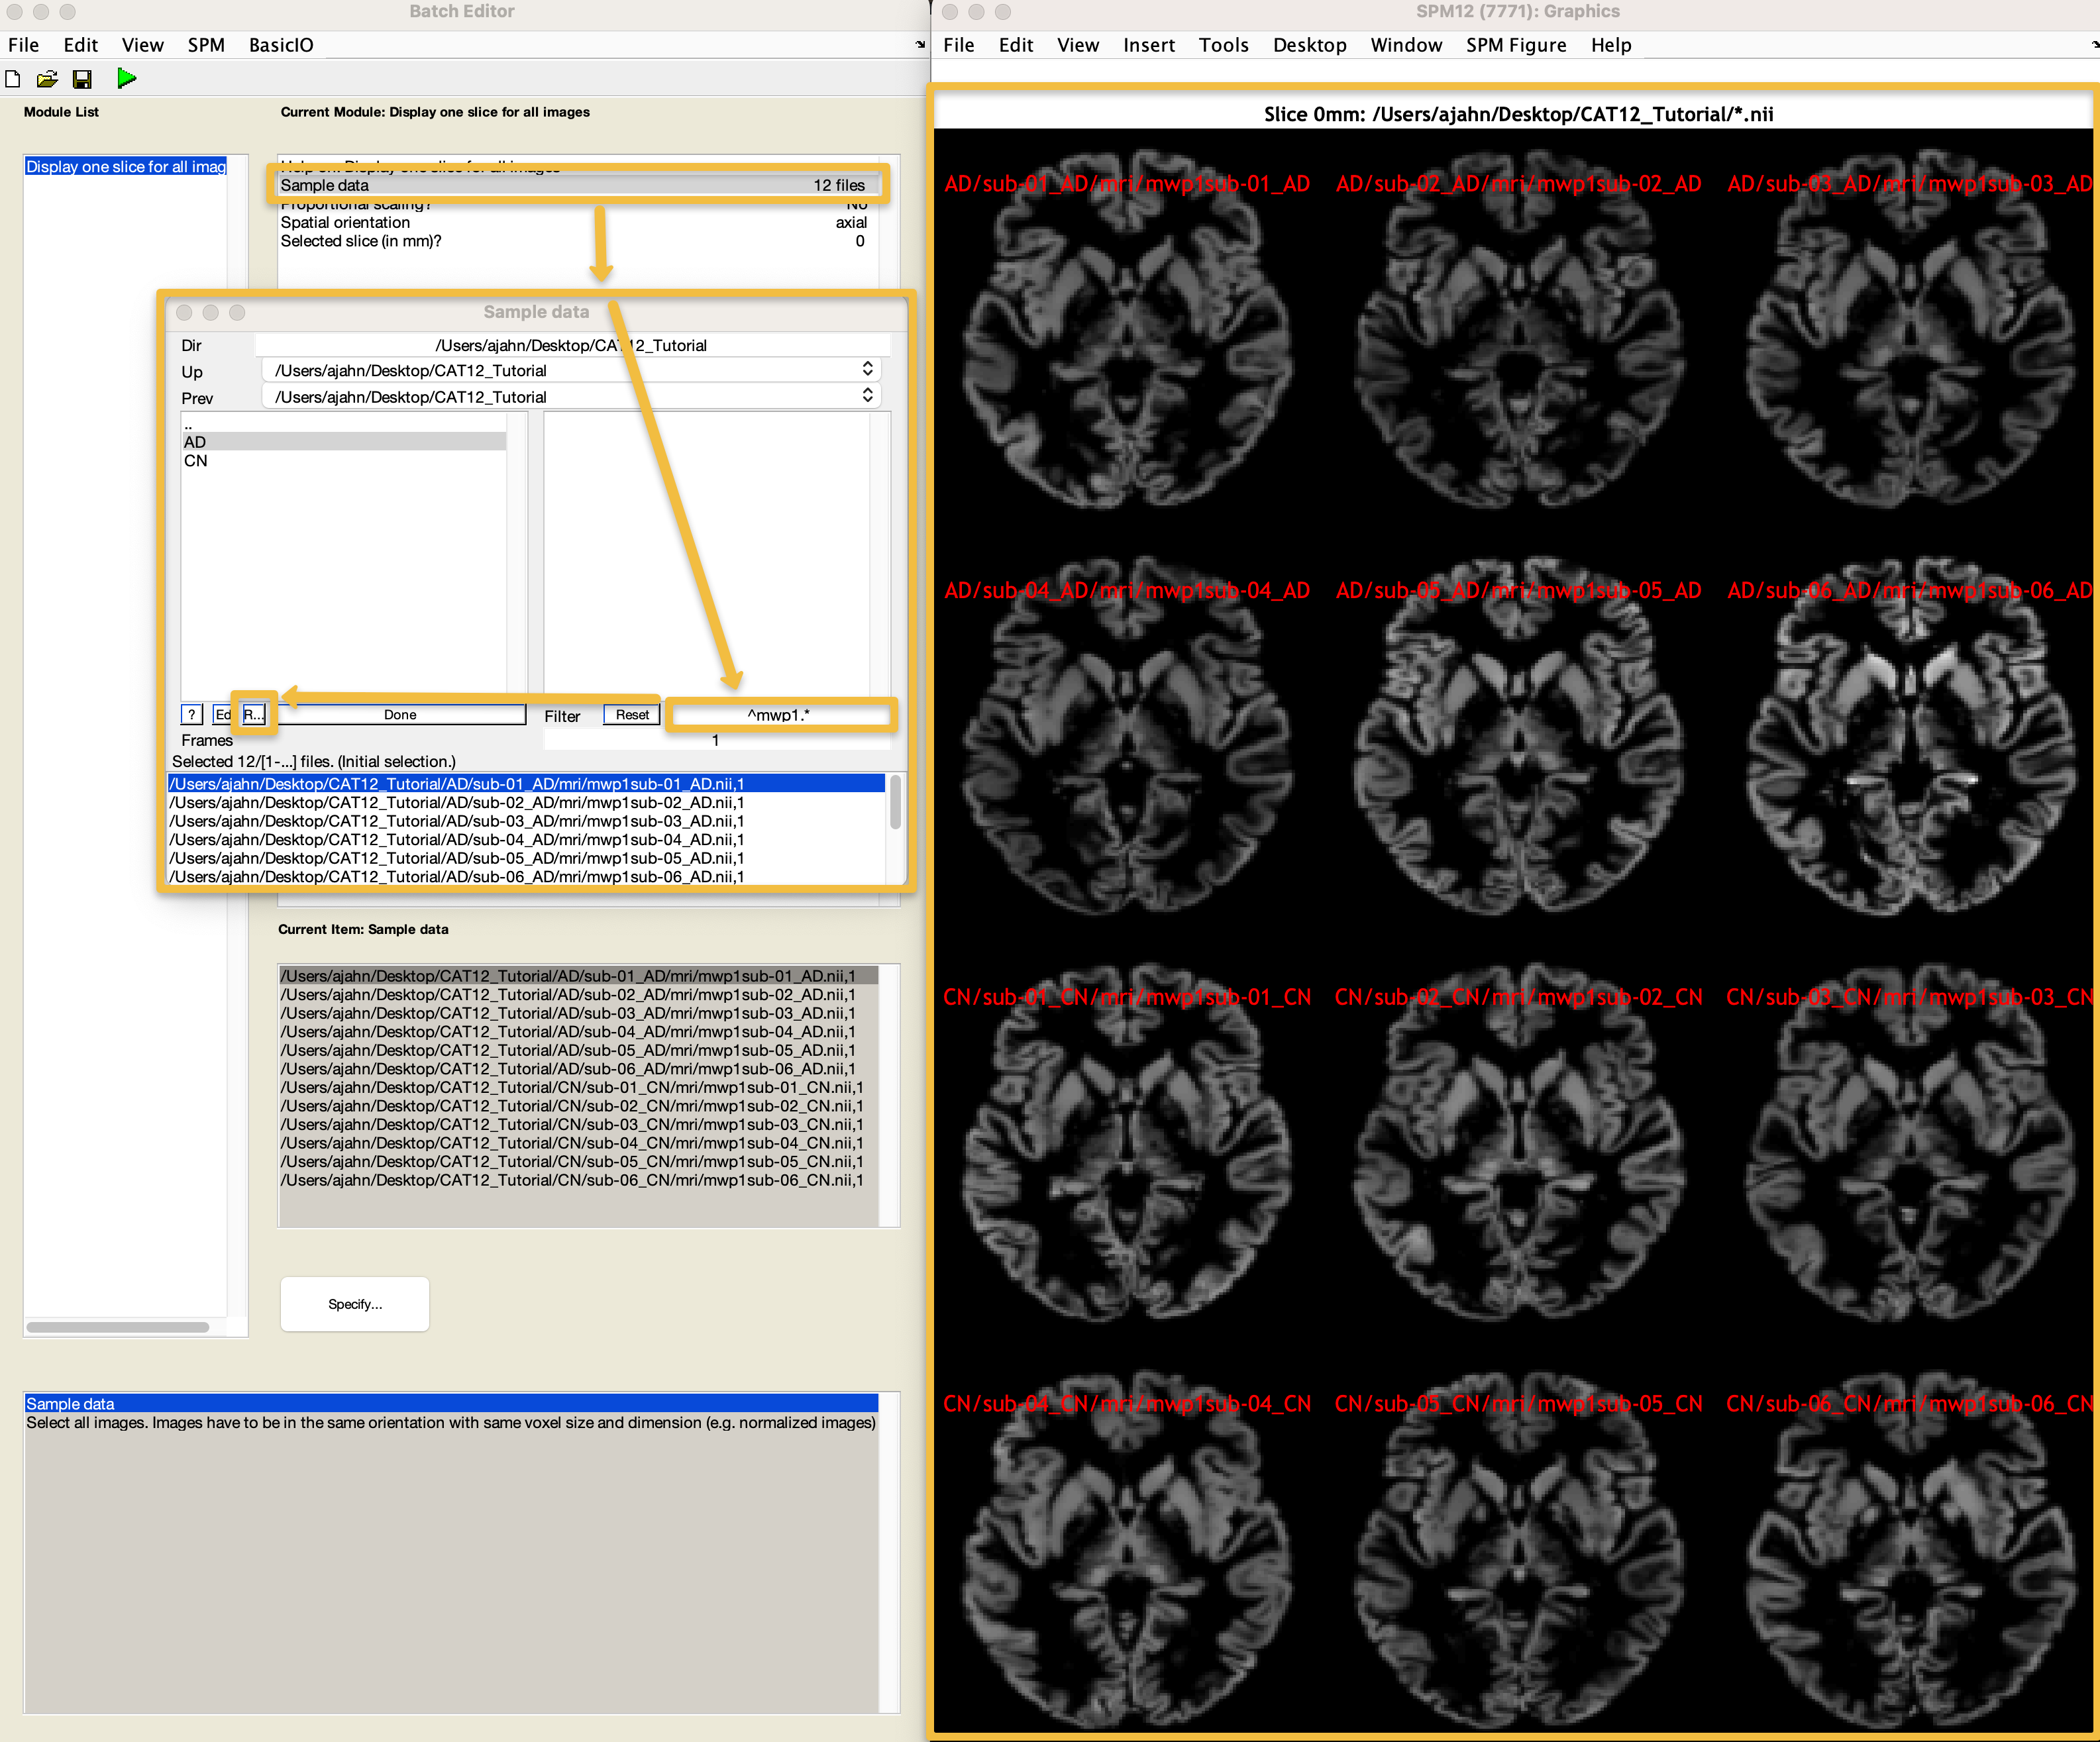 Batch Editor
File Edit View SPM BasicIO
Module List
Display one slice for all imag
Current Module: Display one slice for all images
Help on: Display one slice for all images
Sample data 12 files
Proportional scaling? No
Spatial orientation axial
Selected slice (in mm)? 0
Sample data
Dir /Users/ajahn/Desktop/CAT12_Tutorial
Up /Users/ajahn/Desktop/CAT12_Tutorial
Prev /Users/ajahn/Desktop/CAT12_Tutorial
..
AD
CN
? Ed R... Done Filter Reset ^mwp1.*
Frames 1
Selected 12/[1-...] files. (Initial selection.)
/Users/ajahn/Desktop/CAT12_Tutorial/AD/sub-01_AD/mri/mwp1sub-01_AD.nii,1
/Users/ajahn/Desktop/CAT12_Tutorial/AD/sub-02_AD/mri/mwp1sub-02_AD.nii,1
/Users/ajahn/Desktop/CAT12_Tutorial/AD/sub-03_AD/mri/mwp1sub-03_AD.nii,1
/Users/ajahn/Desktop/CAT12_Tutorial/AD/sub-04_AD/mri/mwp1sub-04_AD.nii,1
/Users/ajahn/Desktop/CAT12_Tutorial/AD/sub-05_AD/mri/mwp1sub-05_AD.nii,1
/Users/ajahn/Desktop/CAT12_Tutorial/AD/sub-06_AD/mri/mwp1sub-06_AD.nii,1
Current Item: Sample data
/Users/ajahn/Desktop/CAT12_Tutorial/AD/sub-01_AD/mri/mwp1sub-01_AD.nii,1
/Users/ajahn/Desktop/CAT12_Tutorial/AD/sub-02_AD/mri/mwp1sub-02_AD.nii,1
/Users/ajahn/Desktop/CAT12_Tutorial/AD/sub-03_AD/mri/mwp1sub-03_AD.nii,1
/Users/ajahn/Desktop/CAT12_Tutorial/AD/sub-04_AD/mri/mwp1sub-04_AD.nii,1
/Users/ajahn/Desktop/CAT12_Tutorial/AD/sub-05_AD/mri/mwp1sub-05_AD.nii,1
/Users/ajahn/Desktop/CAT12_Tutorial/AD/sub-06_AD/mri/mwp1sub-06_AD.nii,1
/Users/ajahn/Desktop/CAT12_Tutorial/CN/sub-01_CN/mri/mwp1sub-01_CN.nii,1
/Users/ajahn/Desktop/CAT12_Tutorial/CN/sub-02_CN/mri/mwp1sub-02_CN.nii,1
/Users/ajahn/Desktop/CAT12_Tutorial/CN/sub-03_CN/mri/mwp1sub-03_CN.nii,1
/Users/ajahn/Desktop/CAT12_Tutorial/CN/sub-04_CN/mri/mwp1sub-04_CN.nii,1
/Users/ajahn/Desktop/CAT12_Tutorial/CN/sub-05_CN/mri/mwp1sub-05_CN.nii,1
/Users/ajahn/Desktop/CAT12_Tutorial/CN/sub-06_CN/mri/mwp1sub-06_CN.nii,1
Specify...
Sample data
Select all images. Images have to be in the same orientation with same voxel size and dimension (e.g. normalized images)
SPM12 (7771): Graphics
File Edit View Insert Tools Desktop Window SPM Figure Help
Slice 0mm: /Users/ajahn/Desktop/CAT12_Tutorial/*.nii
AD/sub-01_AD/mri/mwp1sub-01_AD AD/sub-02_AD/mri/mwp1sub-02_AD AD/sub-03_AD/mri/mwp1sub-03_AD
AD/sub-04_AD/mri/mwp1sub-04_AD AD/sub-05_AD/mri/mwp1sub-05_AD AD/sub-06_AD/mri/mwp1sub-06_AD
CN/sub-01_CN/mri/mwp1sub-01_CN CN/sub-02_CN/mri/mwp1sub-02_CN CN/sub-03_CN/mri/mwp1sub-03_CN
CN/sub-04_CN/mri/mwp1sub-04_CN CN/sub-05_CN/mri/mwp1sub-05_CN CN/sub-06_CN/mri/mwp1sub-06_CN